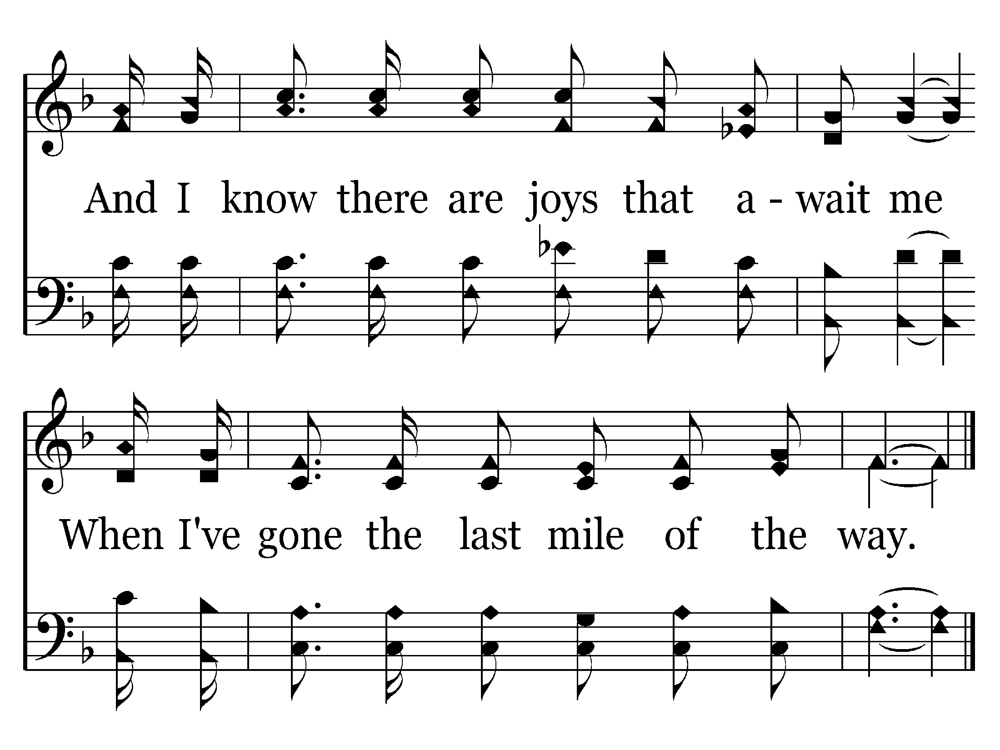 And I know there are joys that a - wait me
When I've gone the last mile of the way.